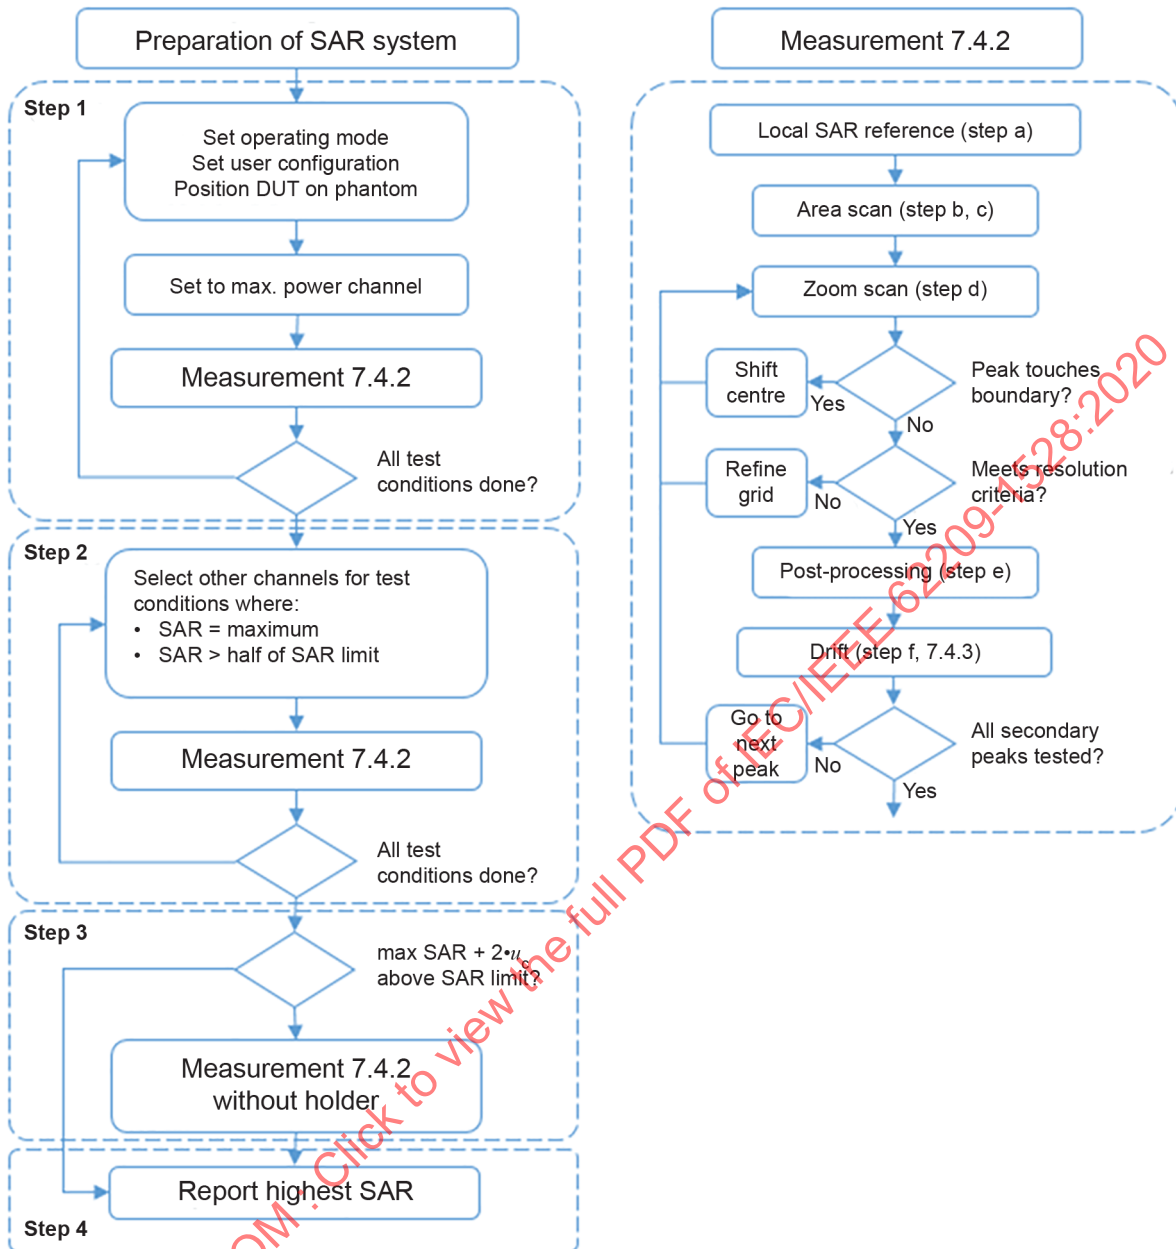 Preparation of SAR system
Step 1
Set operating mode
Set user configuration
Position DUT on phantom
Set to max. power channel
Measurement 7.4.2
All test
conditions done?
Step 2
Select other channels for test
conditions where:
• SAR = maximum
• SAR > half of SAR limit
Measurement 7.4.2
All test
conditions done?
Step 3
max SAR + 2•uc
above SAR limit?
Measurement 7.4.2
without holder
Report highest SAR
Step 4
Measurement 7.4.2
Local SAR reference (step a)
Area scan (step b, c)
Zoom scan (step d)
Shift
centre
Yes
Peak touches
boundary?
No
Refine
grid
No
Meets resolution
criteria?
Yes
Post-processing (step e)
Drift (step f, 7.4.3)
Go to
next
peak
No
All secondary
peaks tested?
Yes
OM : Click to view the full PDF of IEC/IEEE 62209-1528:2020